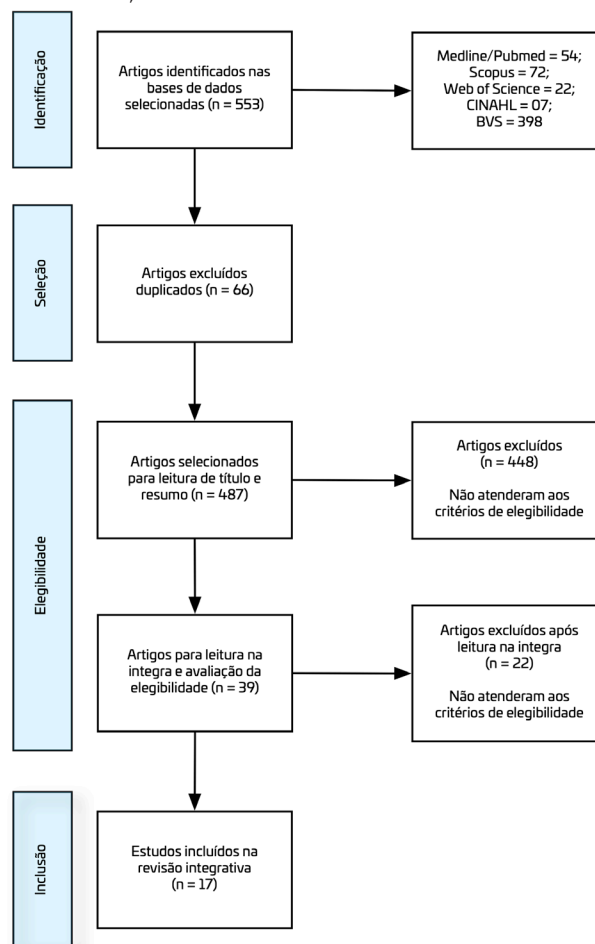 Identificação
Artigos identificados nas
bases de dados
selecionadas (n = 553)
Medline/Pubmed = 54;
Scopus = 72;
Web of Science = 22;
CINAHL = 07;
BVS = 398
Seleção
Artigos excluídos
duplicados (n = 66)
Elegibilidade
Artigos selecionados
para leitura de título e
resumo (n = 487)
Artigos excluídos
(n = 448)
Não atenderam aos
critérios de elegibilidade
Artigos para leitura na
integra e avaliação da
elegibilidade (n = 39)
Artigos excluídos após
leitura na integra
(n = 22)
Não atenderam aos
critérios de elegibilidade
Inclusão
Estudos incluídos na
revisão integrativa
(n = 17)